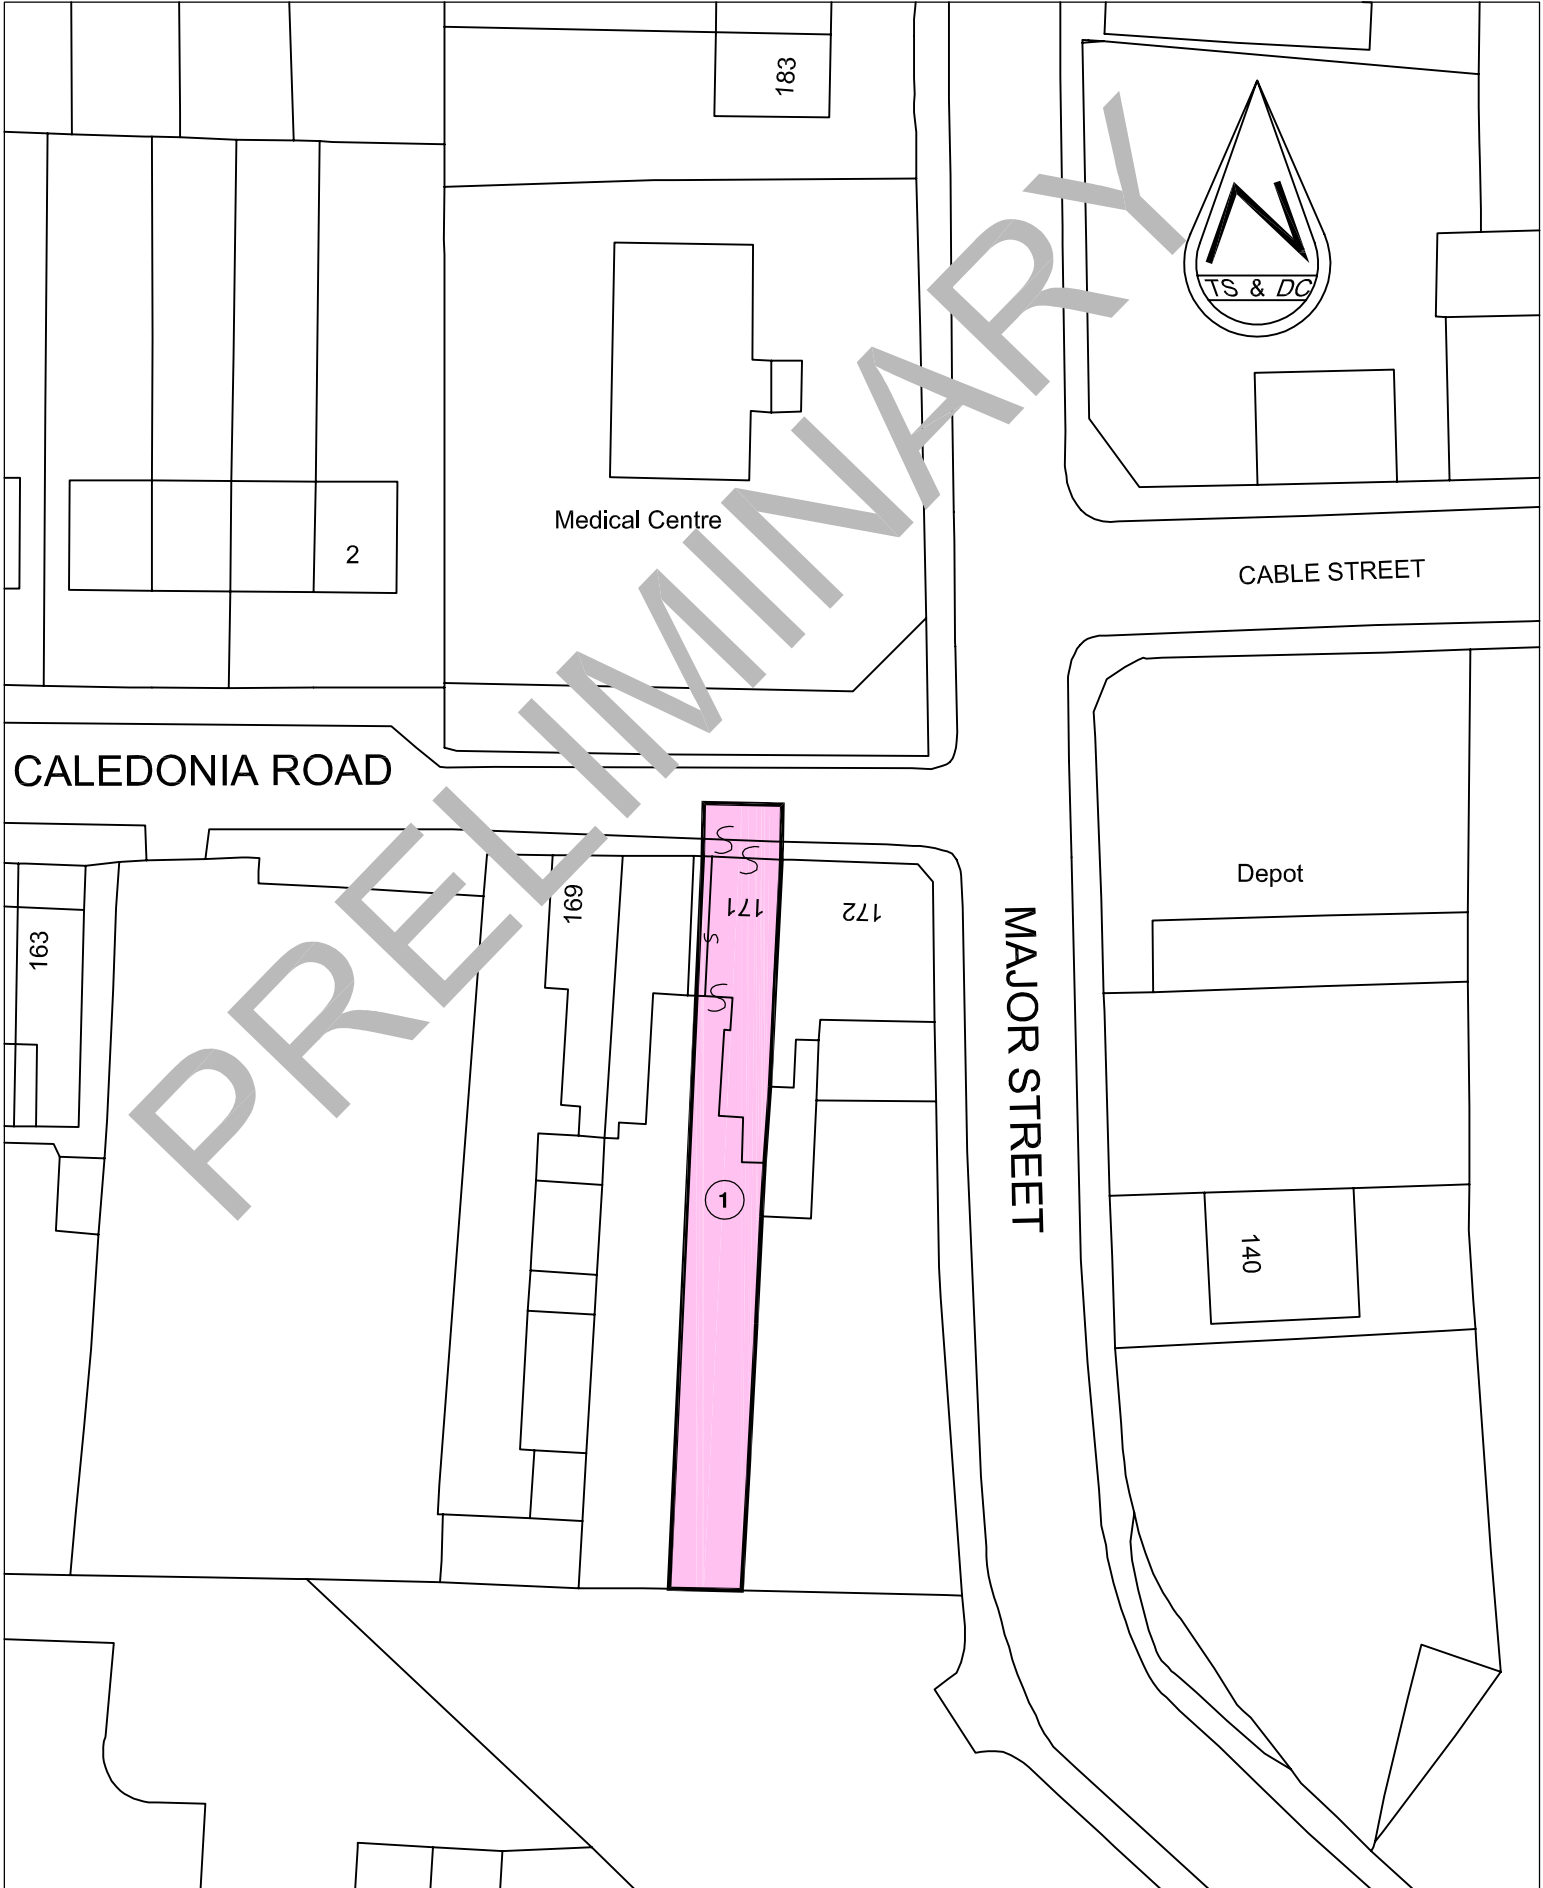 183
N
TS & DC
Medical Centre
2
CABLE STREET
CALEDONIA ROAD
PRELIMINARY
Depot
169
171
172
163
S
S
S
S
MAJOR STREET
1
140